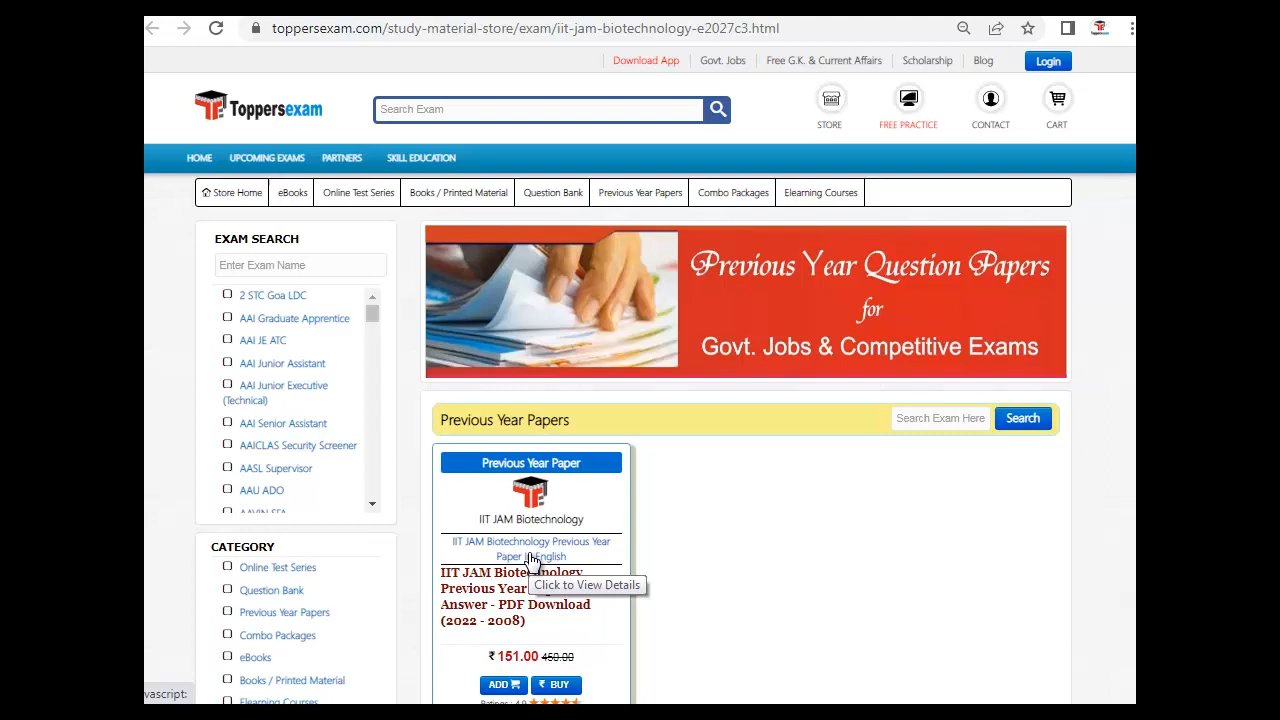 toppersexam.com/study-material-store/exam/iit-jam-biotechnology-e2027c3.html
Download App
Govt. Jobs
Free G.K. & Current Affairs
Scholarship
Blog
Login
Toppersexam
Search Exam
STORE
FREE PRACTICE
CONTACT
CART
HOME
UPCOMING EXAMS
PARTNERS
SKILL EDUCATION
Store Home
eBooks
Online Test Series
Books / Printed Material
Question Bank
Previous Year Papers
Combo Packages
Elearning Courses
EXAM SEARCH
Enter Exam Name
2 STC Goa LDC
AAI Graduate Apprentice
AAI JE ATC
AAI Junior Assistant
AAI Junior Executive
(Technical)
AAI Senior Assistant
AAICLAS Security Screener
AASL Supervisor
AAU ADO
CATEGORY
Online Test Series
Question Bank
Previous Year Papers
Combo Packages
eBooks
Books / Printed Material
Elearning Courses
Previous Year Question Papers
for
Govt. Jobs & Competitive Exams
Previous Year Papers
Search Exam Here
Search
Previous Year Paper
IIT JAM Biotechnology
IIT JAM Biotechnology Previous Year
Paper English
Click to View Details
IIT JAM Biotechnology
Previous Year
Answer - PDF Download
(2022 - 2008)
₹ 151.00 450.00
ADD
₹ BUY
Ratings : 4.9
vascript: